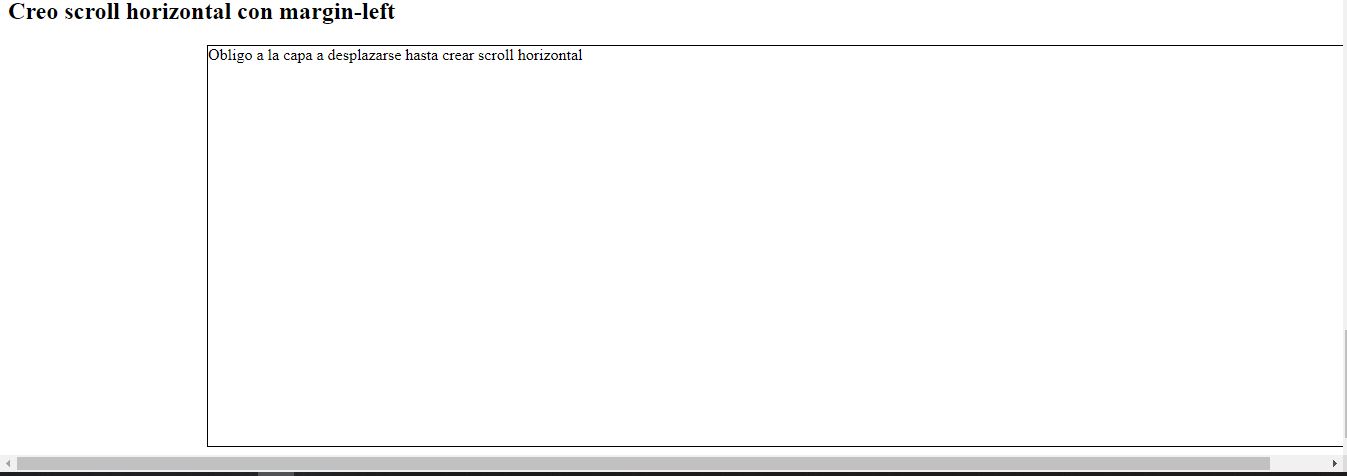 Creo scroll horizontal con margin-left
Obligo a la capa a desplazarse hasta crear scroll horizontal